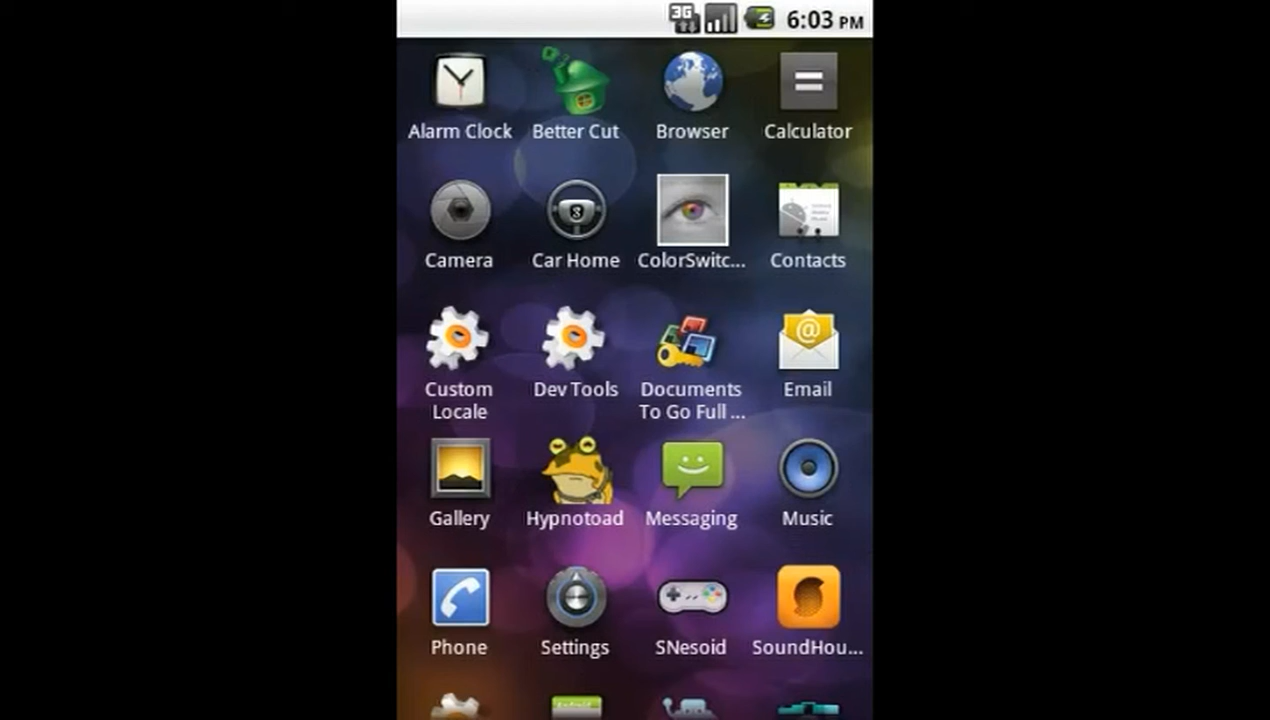 3G 6:03 PM
Alarm Clock Better Cut Browser Calculator
Camera Car Home ColorSwitc... Contacts
Custom Locale Dev Tools Documents To Go Full ... Email
Gallery Hypnotoad Messaging Music
Phone Settings SNesoid SoundHou...